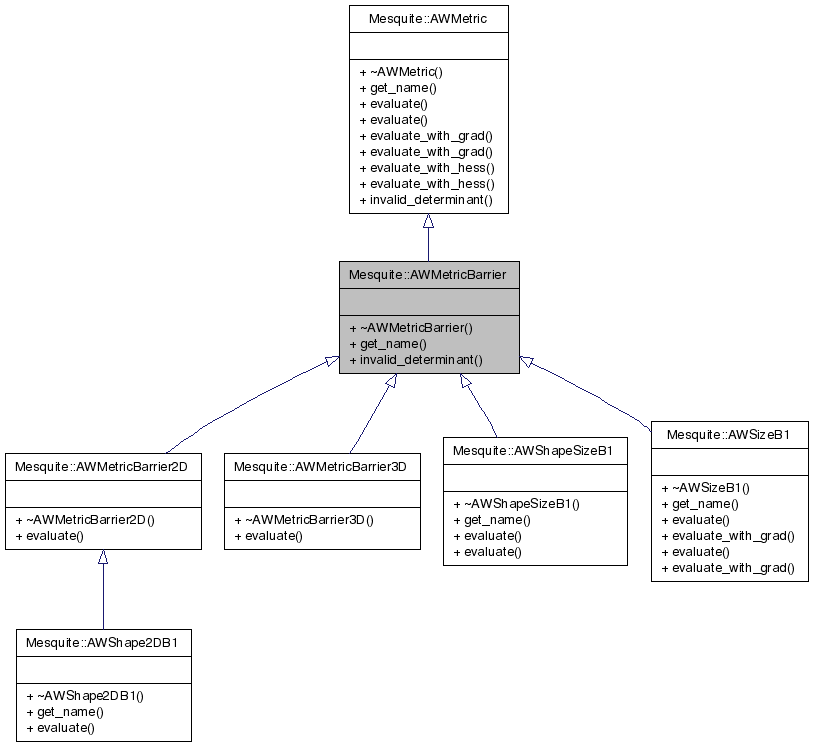 Mesquite::AWMetric
+ ~AWMetric()
+ get_name()
+ evaluate()
+ evaluate()
+ evaluate_with_grad()
+ evaluate_with_grad()
+ evaluate_with_hess()
+ evaluate_with_hess()
+ invalid_determinant()
Mesquite::AWMetricBarrier
+ ~AWMetricBarrier()
+ get_name()
+ invalid_determinant()
Mesquite::AWMetricBarrier2D
+ ~AWMetricBarrier2D()
+ evaluate()
Mesquite::AWMetricBarrier3D
+ ~AWMetricBarrier3D()
+ evaluate()
Mesquite::AWShapeSizeB1
+ ~AWShapeSizeB1()
+ get_name()
+ evaluate()
+ evaluate()
Mesquite::AWSizeB1
+ ~AWSizeB1()
+ get_name()
+ evaluate()
+ evaluate_with_grad()
+ evaluate()
+ evaluate_with_grad()
Mesquite::AWShape2DB1
+ ~AWShape2DB1()
+ get_name()
+ evaluate()